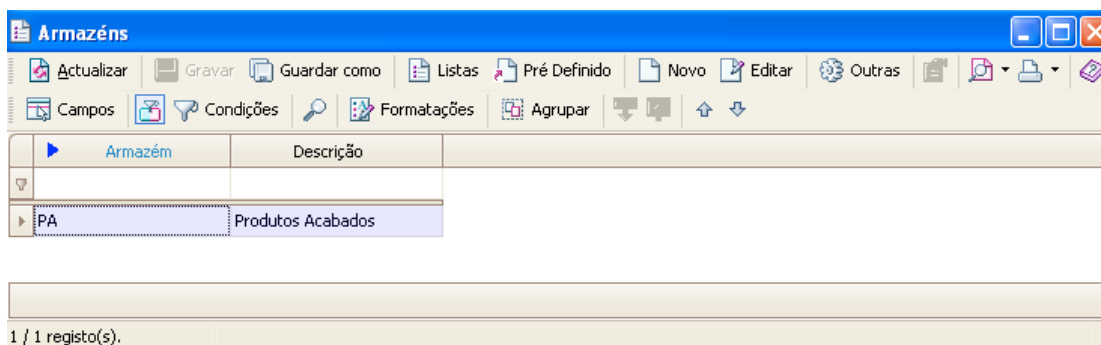 Armazéns
Actualizar Gravar Guardar como Listas Pré Definido Novo Editar Outras
Campos Condições Formatações Agrupar
Armazém Descrição
PA Produtos Acabados
1 / 1 registo(s).